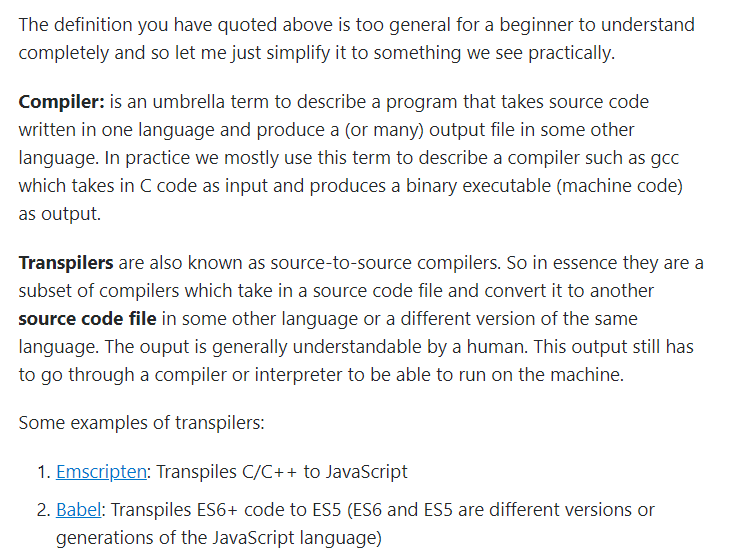 The definition you have quoted above is too general for a beginner to understand
completely and so let me just simplify it to something we see practically.
Compiler: is an umbrella term to describe a program that takes source code
written in one language and produce a (or many) output file in some other
language. In practice we mostly use this term to describe a compiler such as gcc
which takes in C code as input and produces a binary executable (machine code)
as output.
Transpilers are also known as source-to-source compilers. So in essence they are a
subset of compilers which take in a source code file and convert it to another
source code file in some other language or a different version of the same
language. The ouput is generally understandable by a human. This output still has
to go through a compiler or interpreter to be able to run on the machine.
Some examples of transpilers:
1. Emscripten: Transpiles C/C++ to JavaScript
2. Babel: Transpiles ES6+ code to ES5 (ES6 and ES5 are different versions or
generations of the JavaScript language)